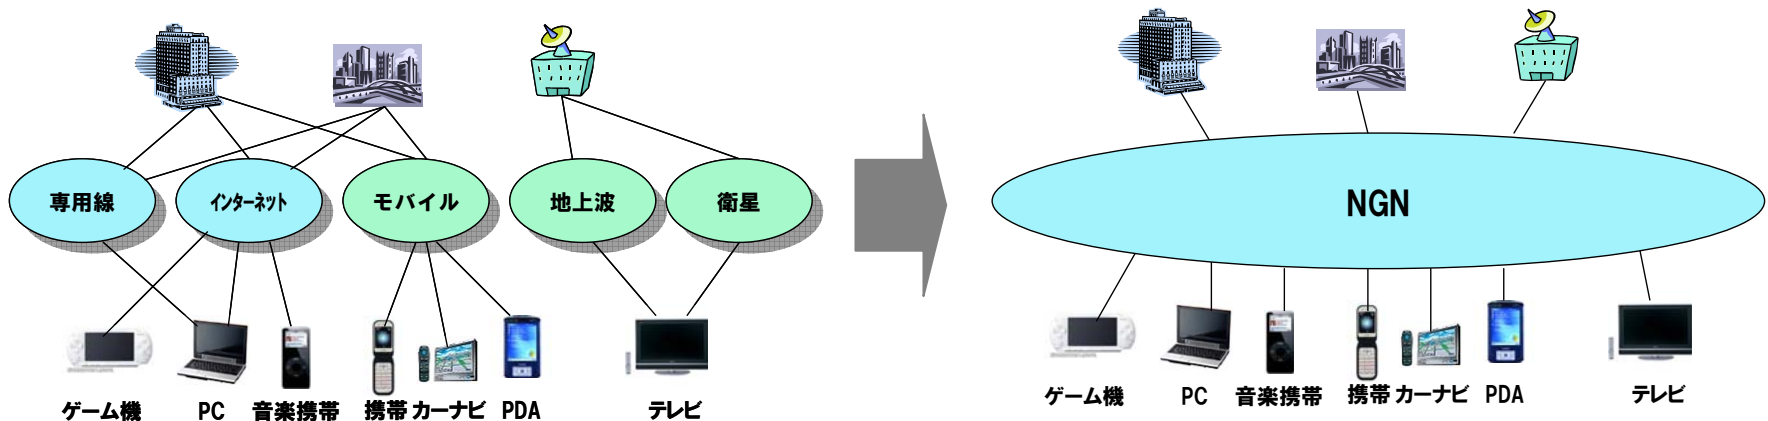 専用線
インターネット
モバイル
地上波
衛星
ゲーム機
PC
音楽携帯
携帯
カーナビ
PDA
テレビ
NGN
ゲーム機
PC
音楽携帯
携帯
カーナビ
PDA
テレビ